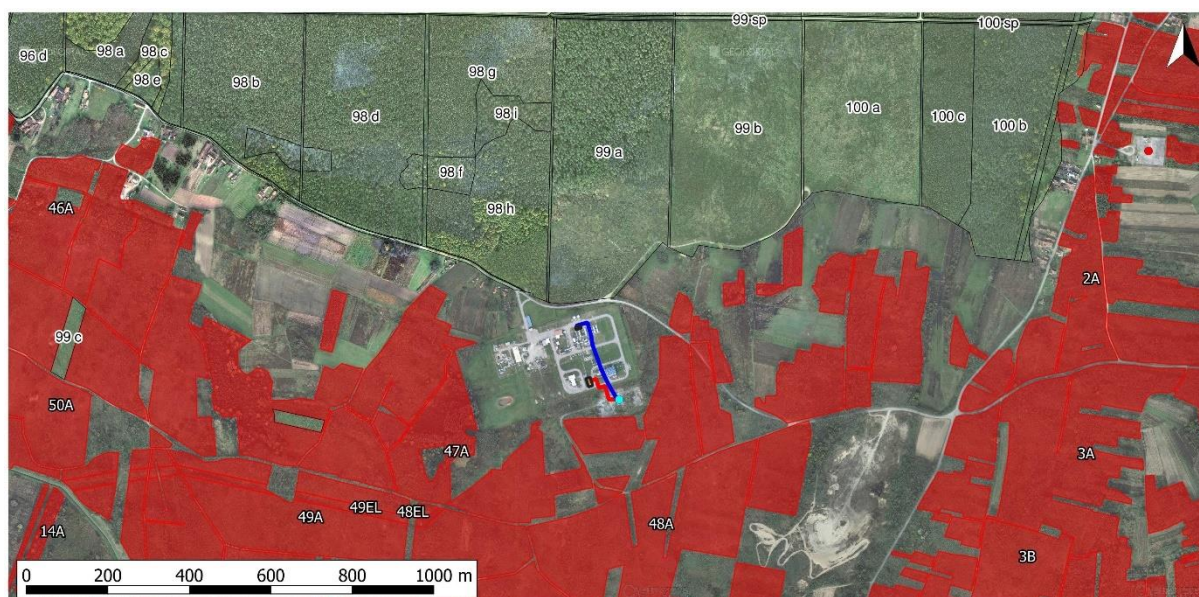 99 sp
100 sp
96 d
98 a
98 c
98 e
98 b
98 g
98 i
98 d
98 f
98 h
99 a
99 b
100 a
100 c
100 b
46A
2A
99 c
50A
47A
49EL
48EL
49A
48A
3A
14A
3B
0 200 400 600 800 1000 m